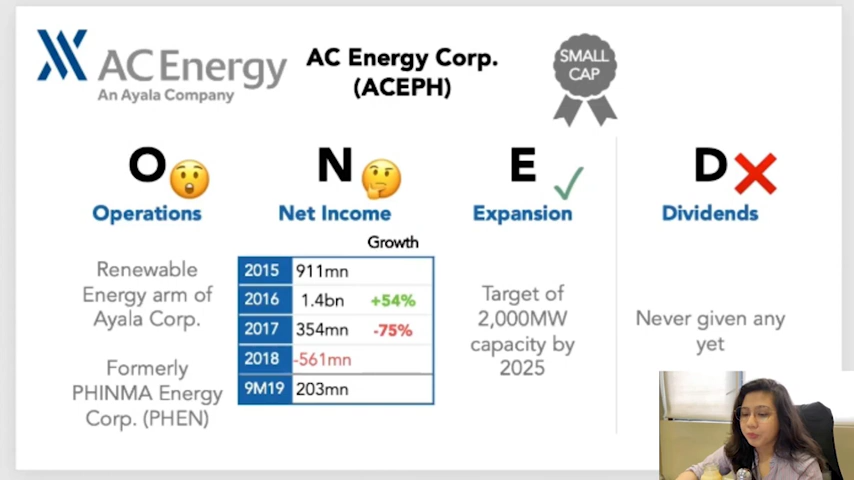 AC Energy
An Ayala Company
AC Energy Corp.
(ACEPH)
SMALL
CAP
O
Operations
Renewable
Energy arm of
Ayala Corp.
Formerly
PHINMA Energy
Corp. (PHEN)
N
Net Income
Growth
2015 911mn
2016 1.4bn +54%
2017 354mn -75%
2018 -561mn
9M19 203mn
E
Expansion
Target of
2,000MW
capacity by
2025
D
Dividends
Never given any
yet